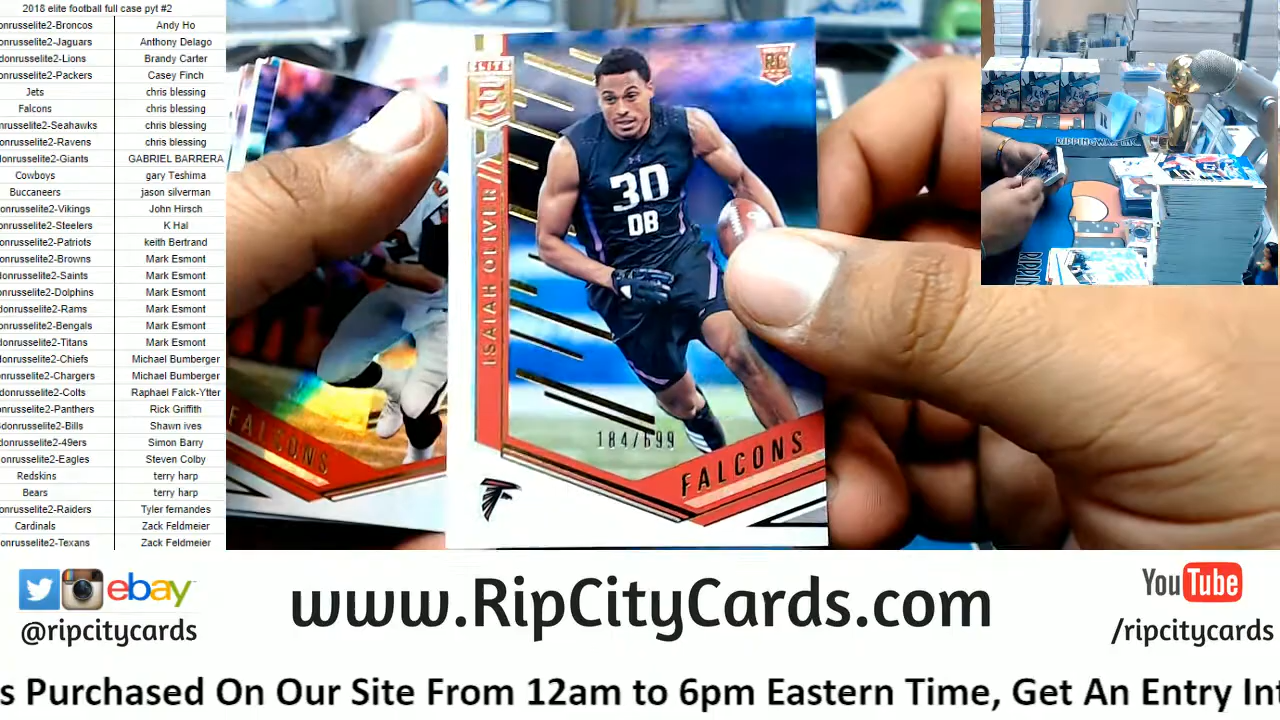 2018 elite football full case pyt #2
onrusselite2-Broncos Andy Ho
onrusselite2-Jaguars Anthony Delago
donrusselite2-Lions Brandy Carter
onrusselite2-Packers Casey Finch
Jets chris blessing
Falcons chris blessing
nrusselite2-Seahawks chris blessing
onrusselite2-Ravens chris blessing
donrusselite2-Giants GABRIEL BARRERA
Cowboys gary Teshima
Buccaneers jason silverman
onrusselite2-Vikings John Hirsch
onrusselite2-Steelers K Hal
onrusselite2-Patriots keith Bertrand
onrusselite2-Browns Mark Esmont
donrusselite2-Saints Mark Esmont
onrusselite2-Dolphins Mark Esmont
donrusselite2-Rams Mark Esmont
onrusselite2-Bengals Mark Esmont
donrusselite2-Titans Mark Esmont
donrusselite2-Chiefs Michael Bumberger
onrusselite2-Chargers Michael Bumberger
donrusselite2-Colts Raphael Falck-Ytter
onrusselite2-Panthers Rick Griffith
donrusselite2-Bills Shawn ives
donrusselite2-49ers Simon Barry
donrusselite2-Eagles Steven Colby
Redskins terry harp
Bears terry harp
onrusselite2-Raiders Tyler fernandes
Cardinals Zack Feldmeier
onrusselite2-Texans Zack Feldmeier
ELITE
RC
30
DB
ISAIAH OLIVER
184/699
FALCONS
FALCONS
ebay
@ripcitycards
www.RipCityCards.com
YouTube
/ripcitycards
s Purchased On Our Site From 12am to 6pm Eastern Time, Get An Entry Int